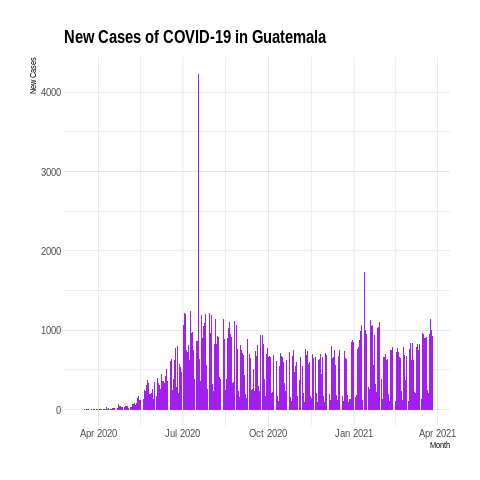 New Cases of COVID-19 in Guatemala
New Cases
4000
3000
2000
1000
0
Apr 2020 Jul 2020 Oct 2020 Jan 2021 Apr 2021
Month